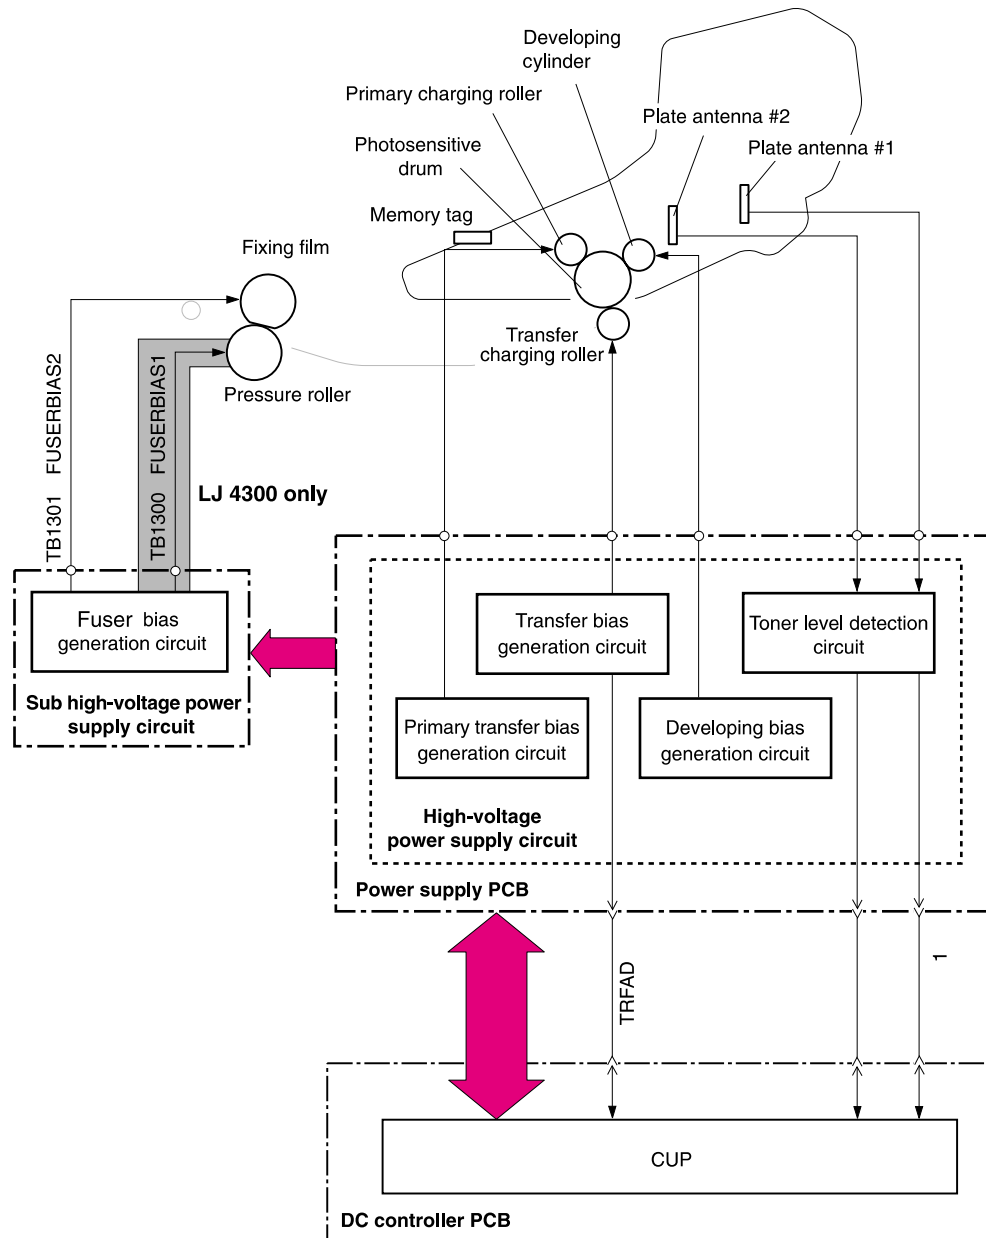 Developing
cylinder
Primary charging roller
Plate antenna #2
Photosensitive
drum
Plate antenna #1
Memory tag
Fixing film
Transfer
charging roller
Pressure roller
TB1301 FUSERBIAS2
TB1300 FUSERBIAS1
LJ 4300 only
Fuser bias
generation circuit
Sub high-voltage power
supply circuit
Transfer bias
generation circuit
Toner level detection
circuit
Primary transfer bias
generation circuit
Developing bias
generation circuit
High-voltage
power supply circuit
Power supply PCB
TRFAD
1
CUP
DC controller PCB